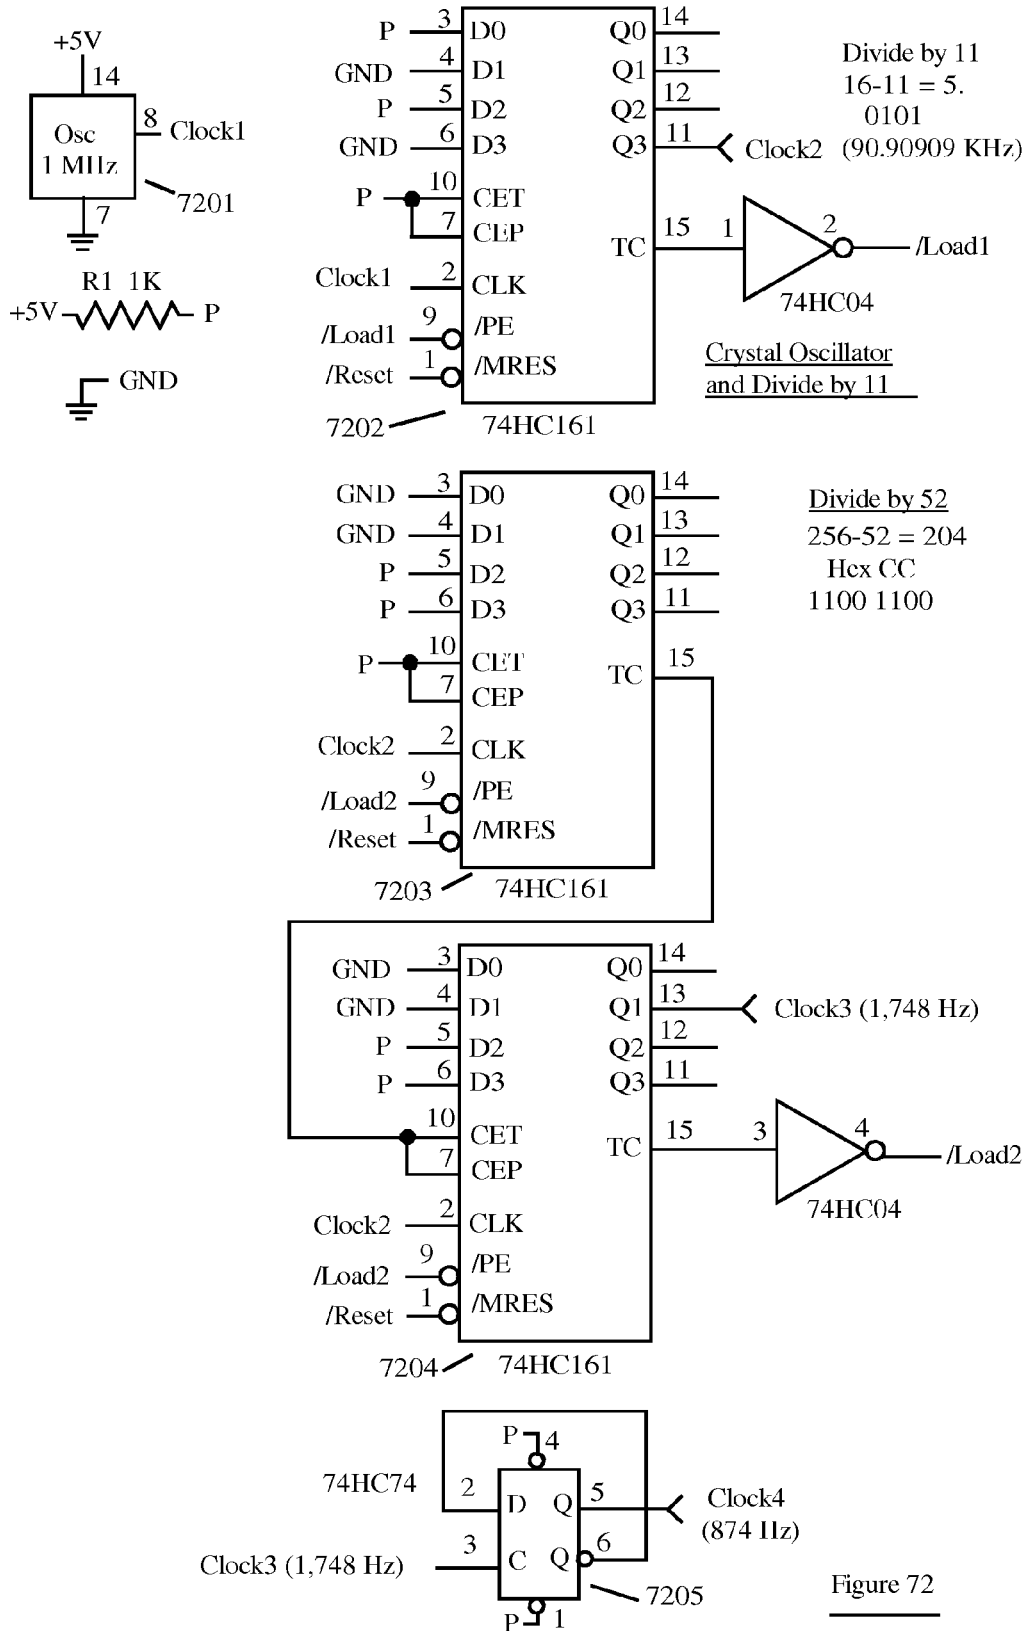 +5V
14
Osc
1 MHz
8
Clock1
7
7201
R1 1K
+5V
P
GND
P 3 D0 Q0 14
GND 4 D1 Q1 13
P 5 D2 Q2 12
GND 6 D3 Q3 11 Clock2 (90.90909 KHz)
Divide by 11
16-11 = 5.
0101
P 10 CET
7 CEP
TC 15 1 2 /Load1
74HC04
Clock1 2 CLK
/Load1 9 /PE
/Reset 1 /MRES
7202 74HC161
Crystal Oscillator
and Divide by 11
GND 3 D0 Q0 14
GND 4 D1 Q1 13
P 5 D2 Q2 12
P 6 D3 Q3 11
Divide by 52
256-52 = 204
Hex CC
1100 1100
P 10 CET
7 CEP
TC 15
Clock2 2 CLK
/Load2 9 /PE
/Reset 1 /MRES
7203 74HC161
GND 3 D0 Q0 14
GND 4 D1 Q1 13 Clock3 (1,748 Hz)
P 5 D2 Q2 12
P 6 D3 Q3 11
10 CET
7 CEP
TC 15 3 4 /Load2
74HC04
Clock2 2 CLK
/Load2 9 /PE
/Reset 1 /MRES
7204 74HC161
P 4
74HC74
2 D Q 5 Clock4
(874 Hz)
Clock3 (1,748 Hz) 3 C Q 6
7205
P 1
Figure 72